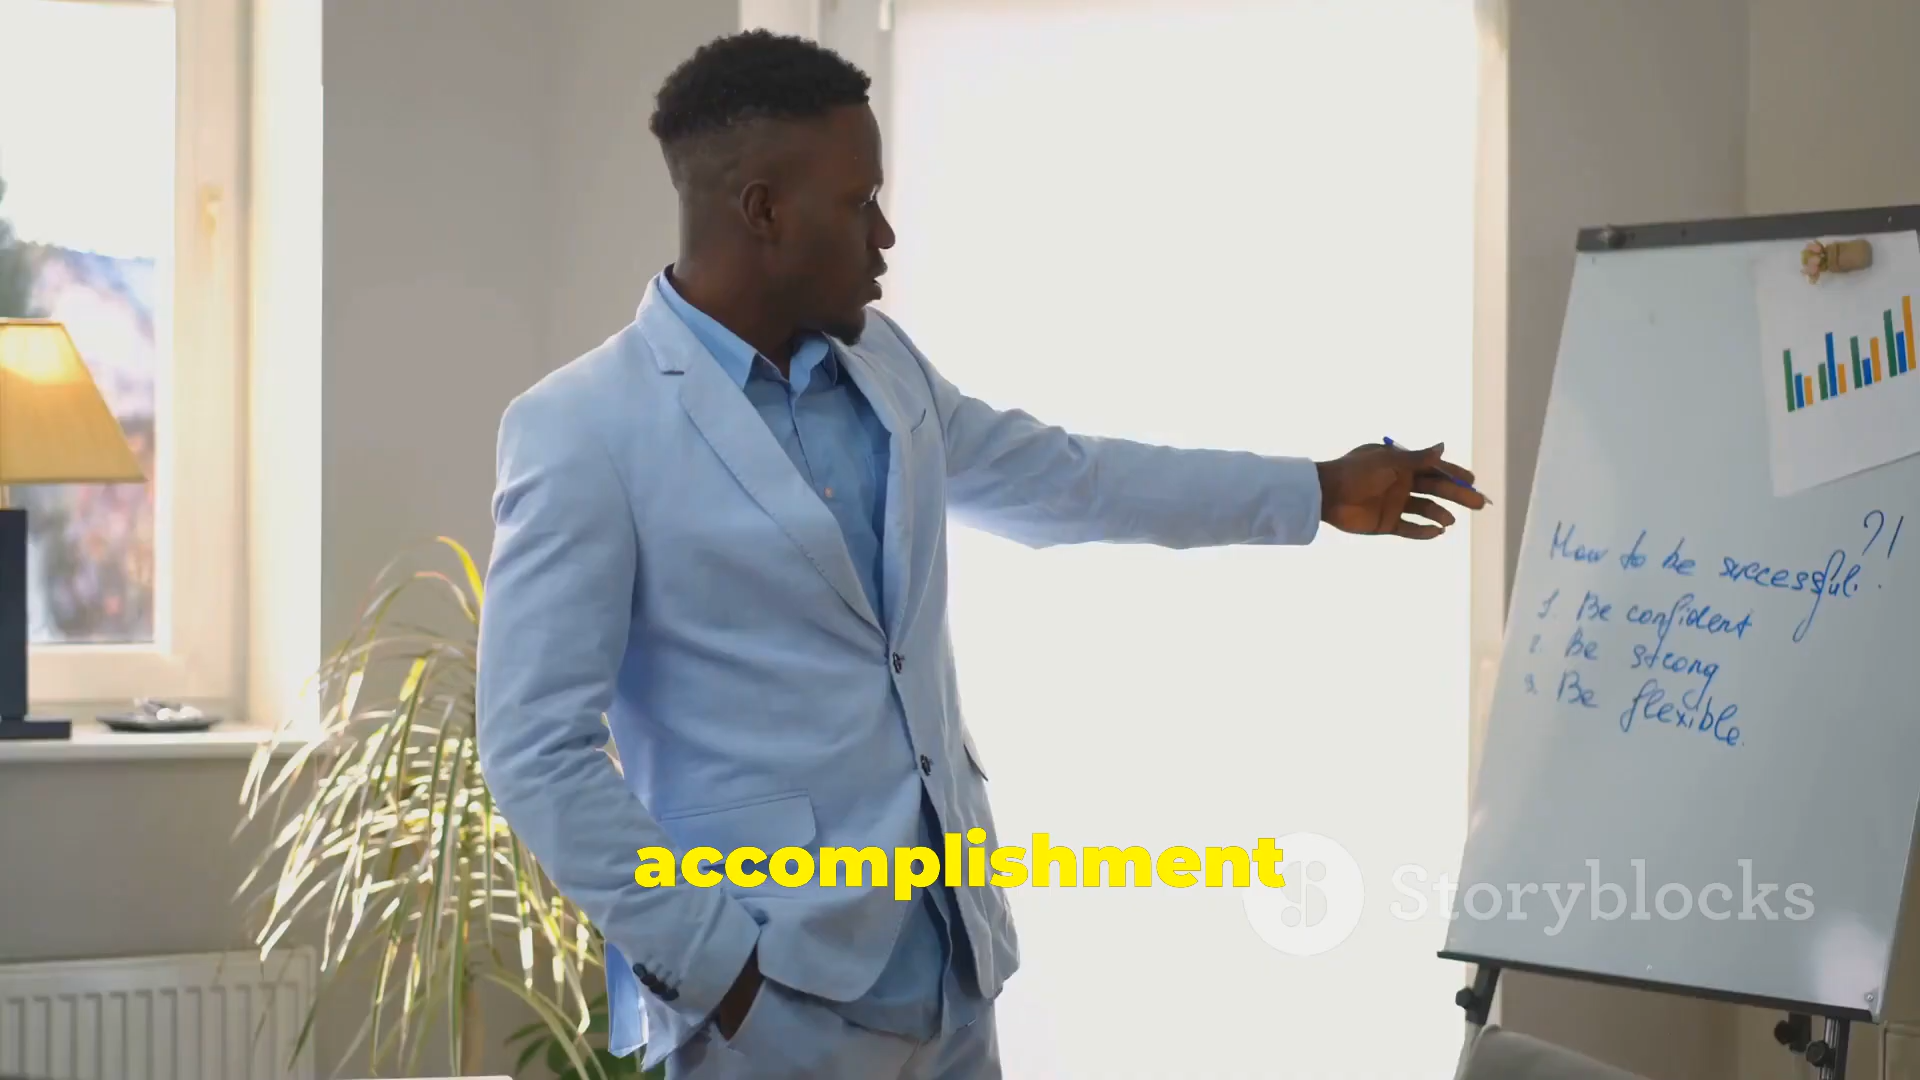 How to be successful?!
1. Be confident
2. Be strong
3. Be flexible.
accomplishment
Storyblocks